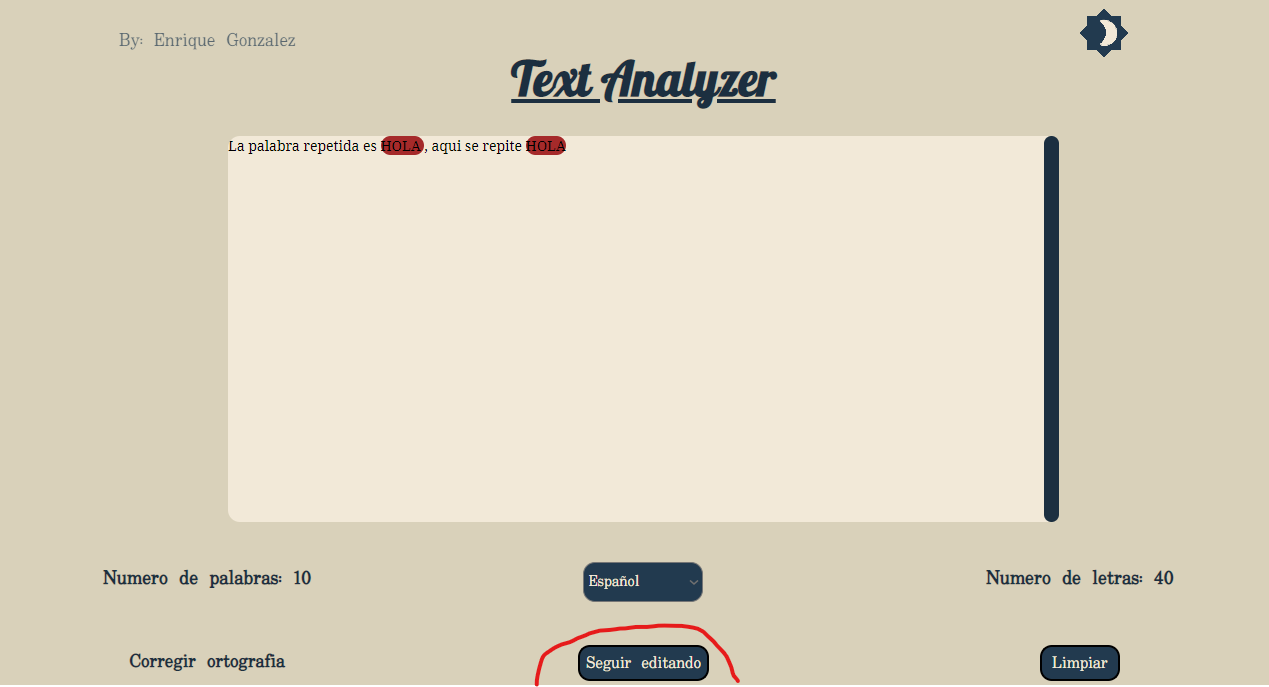 By: Enrique Gonzalez
Text Analyzer
La palabra repetida es HOLA, aqui se repite HOLA
Numero de palabras: 10
Español
Numero de letras: 40
Corregir ortografia
Seguir editando
Limpiar